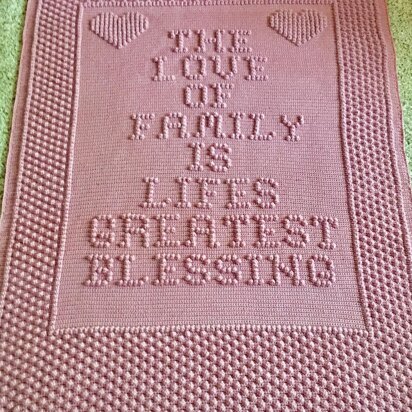 THE
LOVE
OF
FAMILY
IS
LIFES
GREATEST
BLESSING